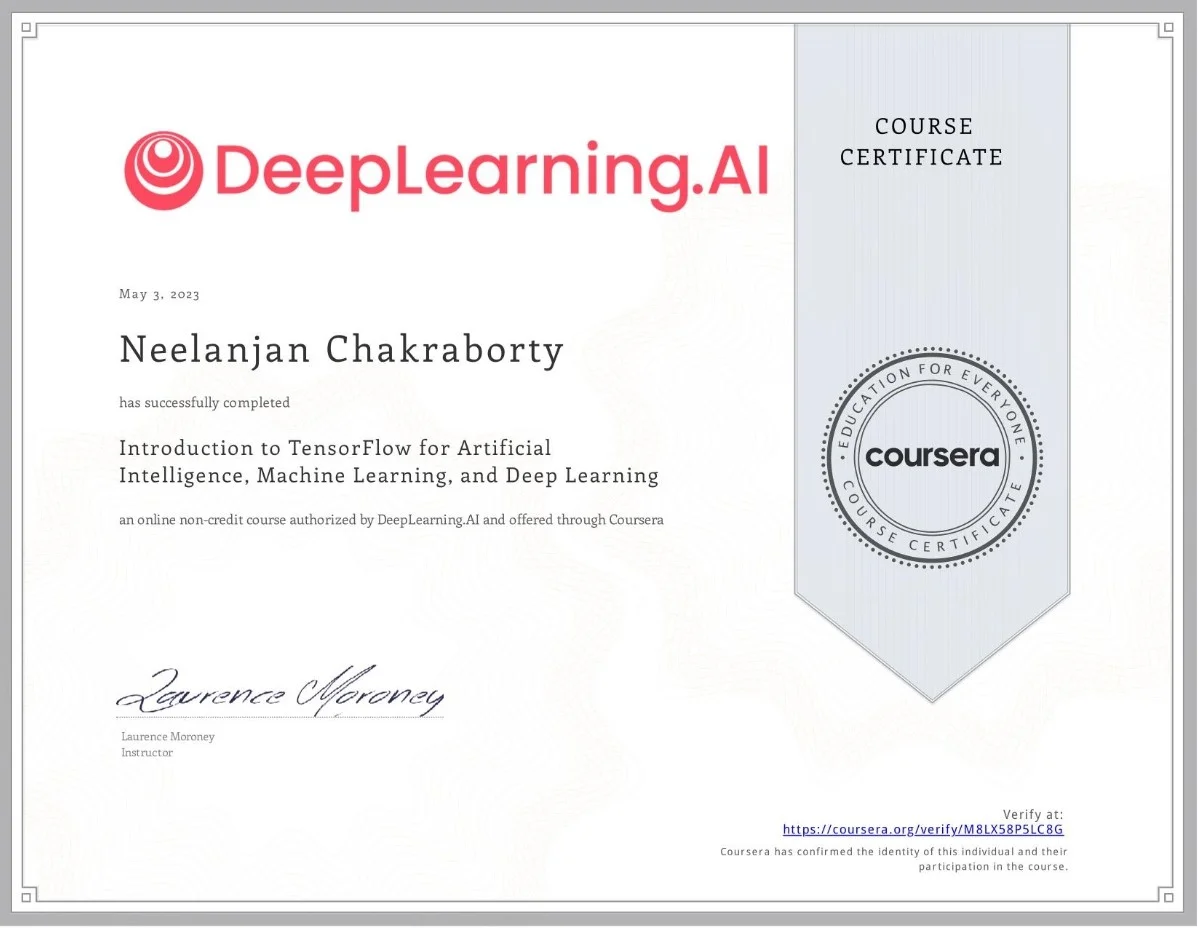 DeepLearning.AI
COURSE
CERTIFICATE
May 3, 2023
Neelanjan Chakraborty
has successfully completed
Introduction to TensorFlow for Artificial
Intelligence, Machine Learning, and Deep Learning
an online non-credit course authorized by DeepLearning.AI and offered through Coursera
EDUCATION FOR EVERYONE
coursera
COURSE CERTIFICATE
Laurence Moroney
Laurence Moroney
Instructor
Verify at:
https://coursera.org/verify/M8LX58P5LC8G
Coursera has confirmed the identity of this individual and their
participation in the course.